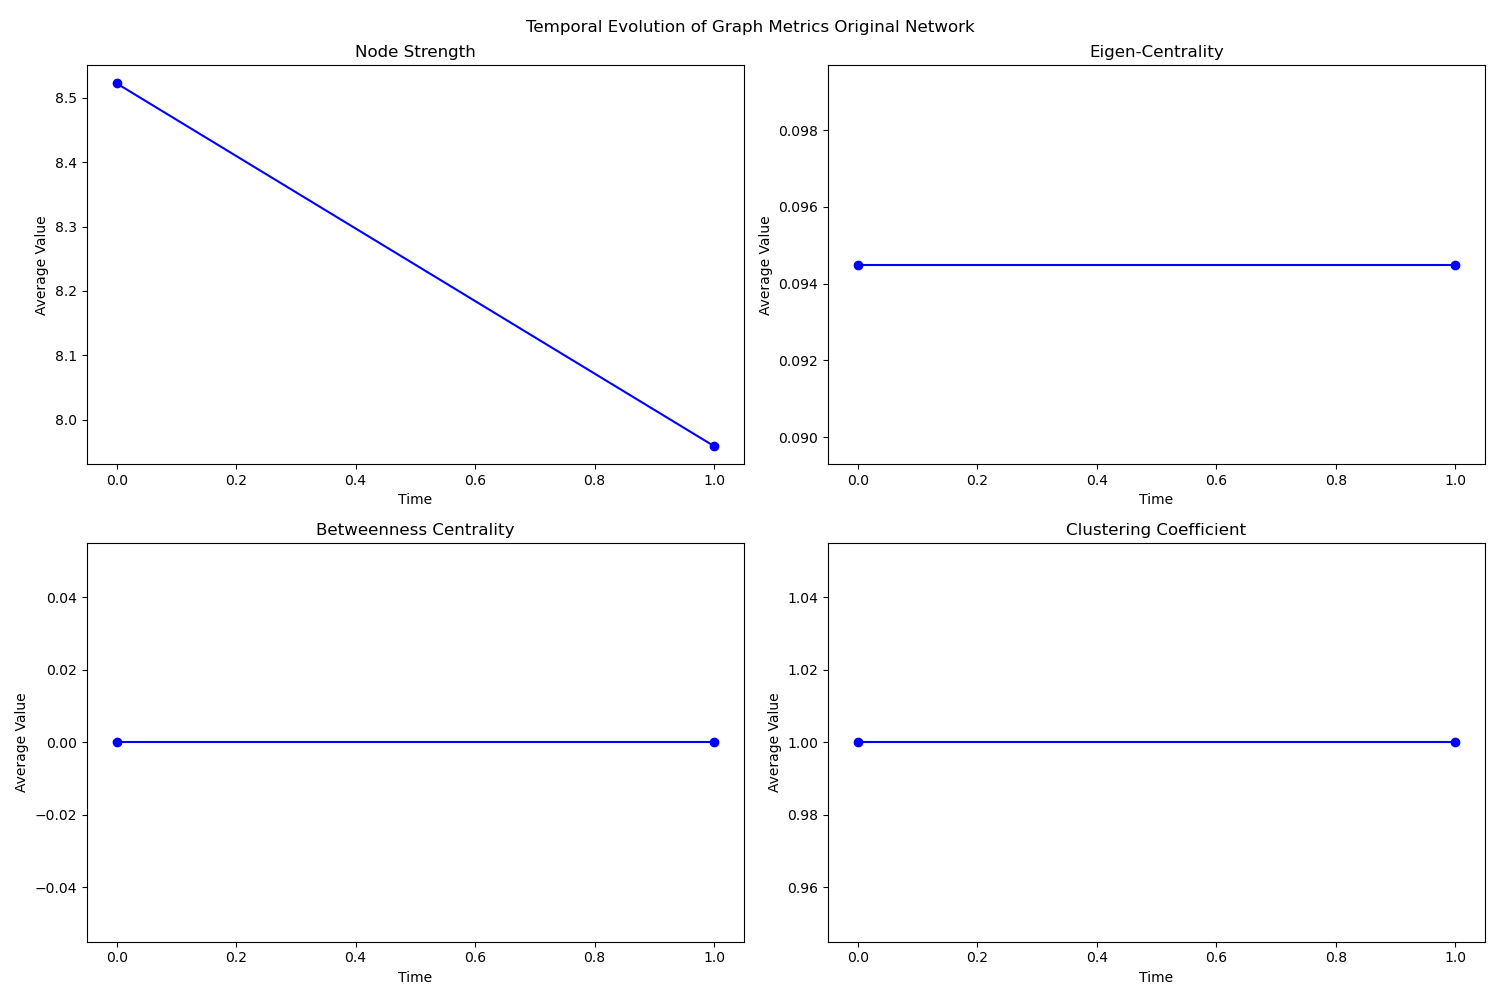 Temporal Evolution of Graph Metrics Original Network
Node Strength
8.5
8.4
8.3
8.2
8.1
8.0
Average Value
0.0 0.2 0.4 0.6 0.8 1.0
Time
Eigen-Centrality
0.098
0.096
0.094
0.092
0.090
Average Value
0.0 0.2 0.4 0.6 0.8 1.0
Time
Betweenness Centrality
0.04
0.02
0.00
−0.02
−0.04
Average Value
0.0 0.2 0.4 0.6 0.8 1.0
Time
Clustering Coefficient
1.04
1.02
1.00
0.98
0.96
Average Value
0.0 0.2 0.4 0.6 0.8 1.0
Time